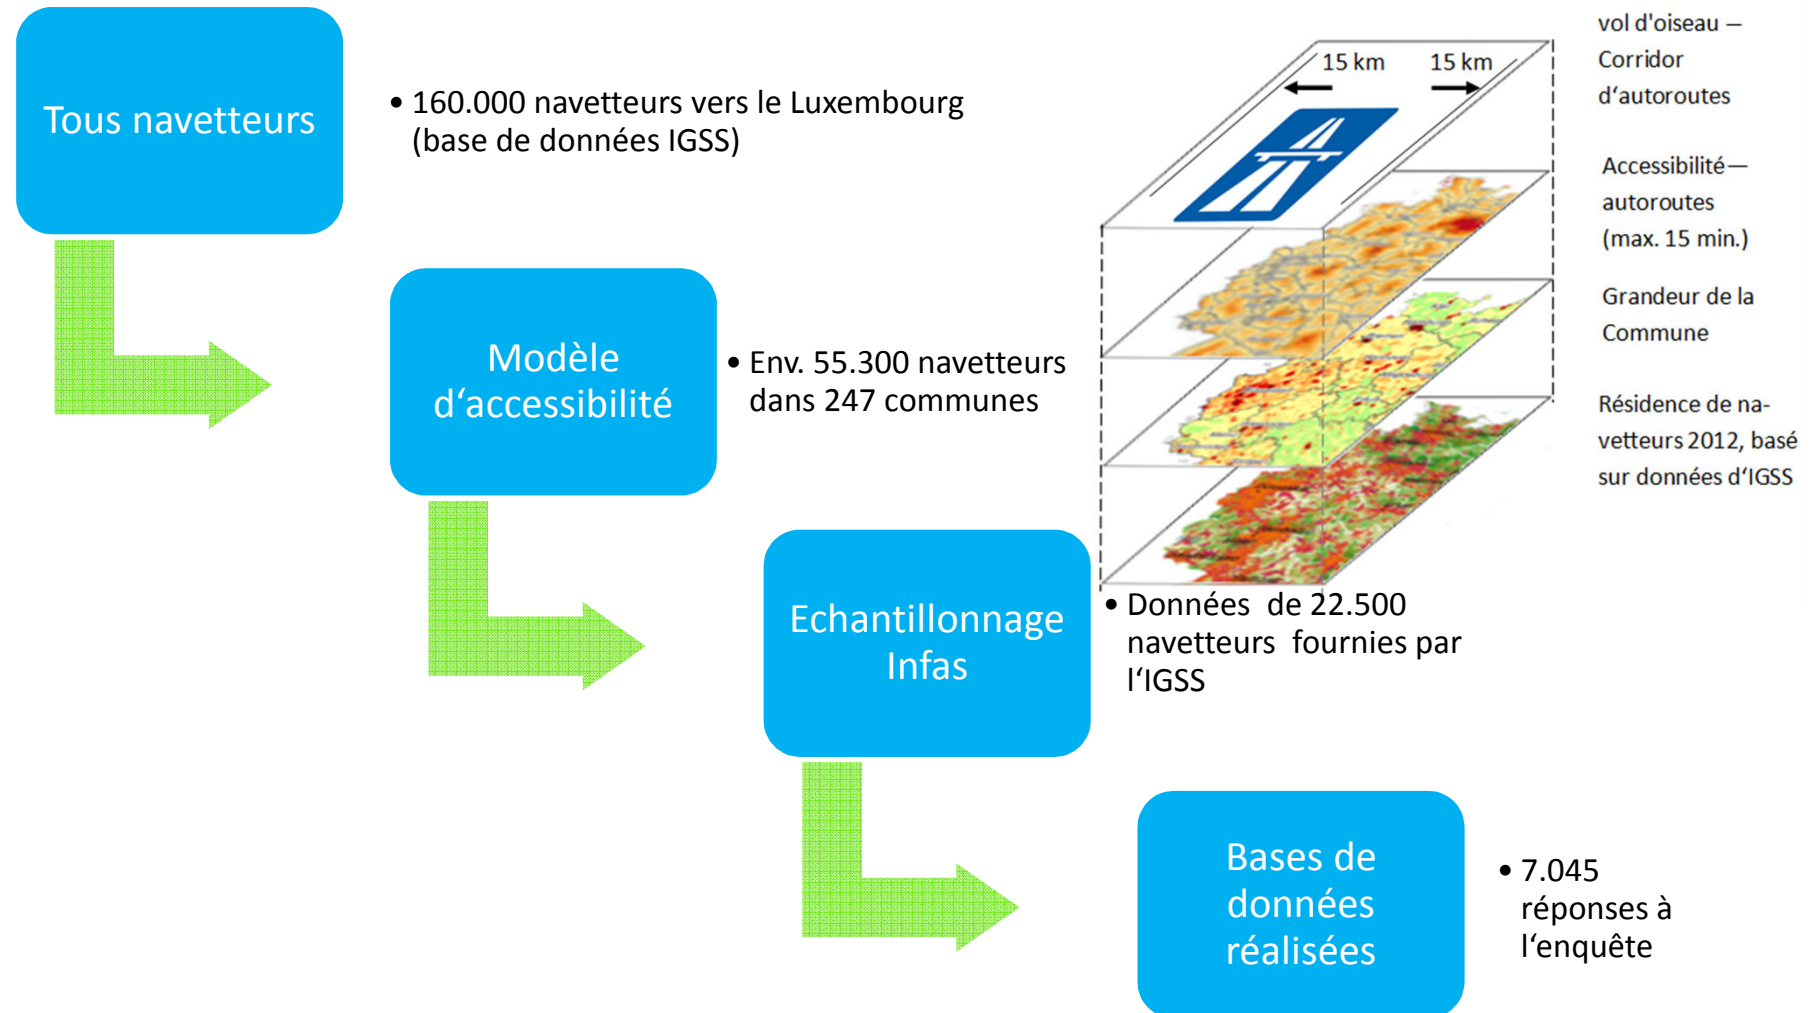 Tous navetteurs
• 160.000 navetteurs vers le Luxembourg
(base de données IGSS)
Modèle
d‘accessibilité
• Env. 55.300 navetteurs
dans 247 communes
Echantillonnage
Infas
• Données de 22.500
navetteurs fournies par
l‘IGSS
Bases de
données
réalisées
• 7.045
réponses à
l‘enquête
15 km
15 km
vol d'oiseau —
Corridor
d‘autoroutes
Accessibilité—
autoroutes
(max. 15 min.)
Grandeur de la
Commune
Résidence de na-
vetteurs 2012, basé
sur données d‘IGSS